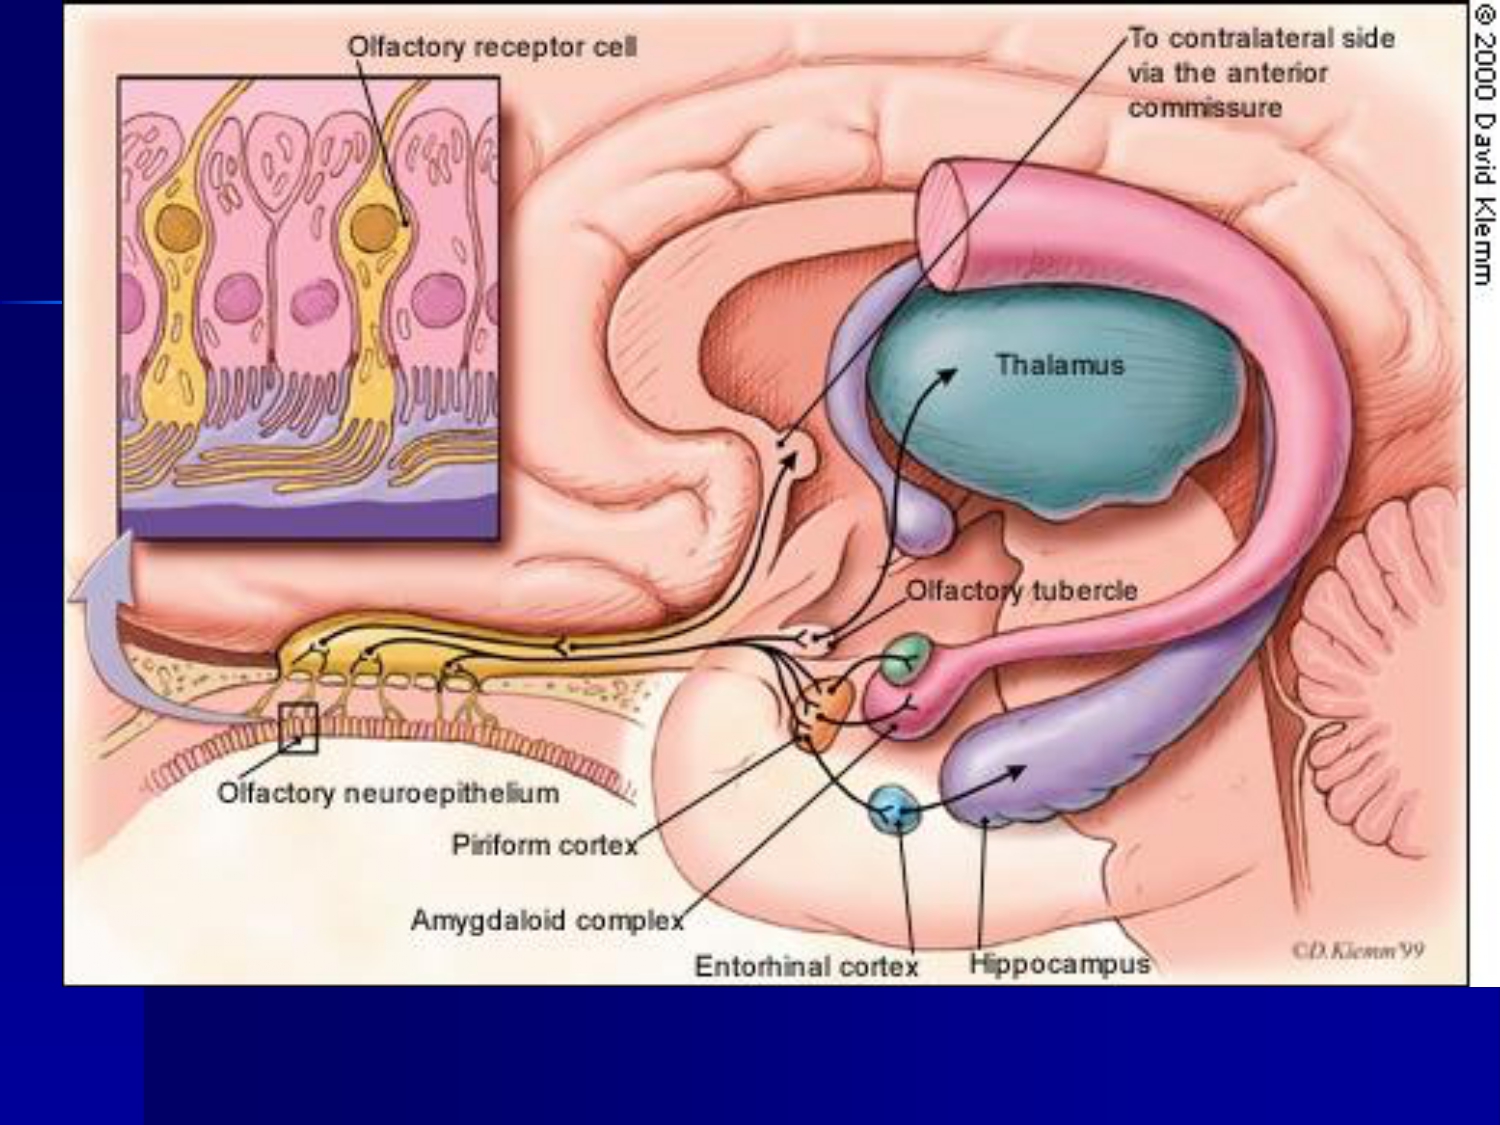 Olfactory receptor cell
To contralateral side
via the anterior
commissure
© 2000 David Klemm
Thalamus
Olfactory tubercle
Olfactory neuroepithelium
Piriform cortex
Amygdaloid complex
Entorhinal cortex
Hippocampus
©D.Klemm'99